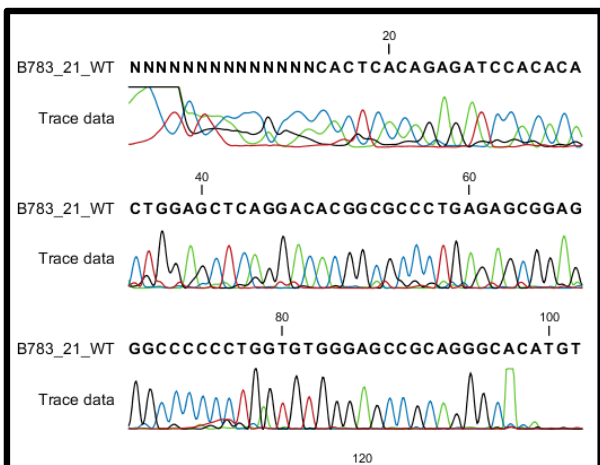 20
B783_21_WT NNNNNNNNNNNNNNCACTCACAGAGATCCACACA
Trace data
40 60
B783_21_WT CTGGAGCTCAGGACACGGCGCCCTGAGAGCGGAG
Trace data
80 100
B783_21_WT GGCCCCCCTGGTGTGGGAGCCGCAGGGCACATGT
Trace data
120